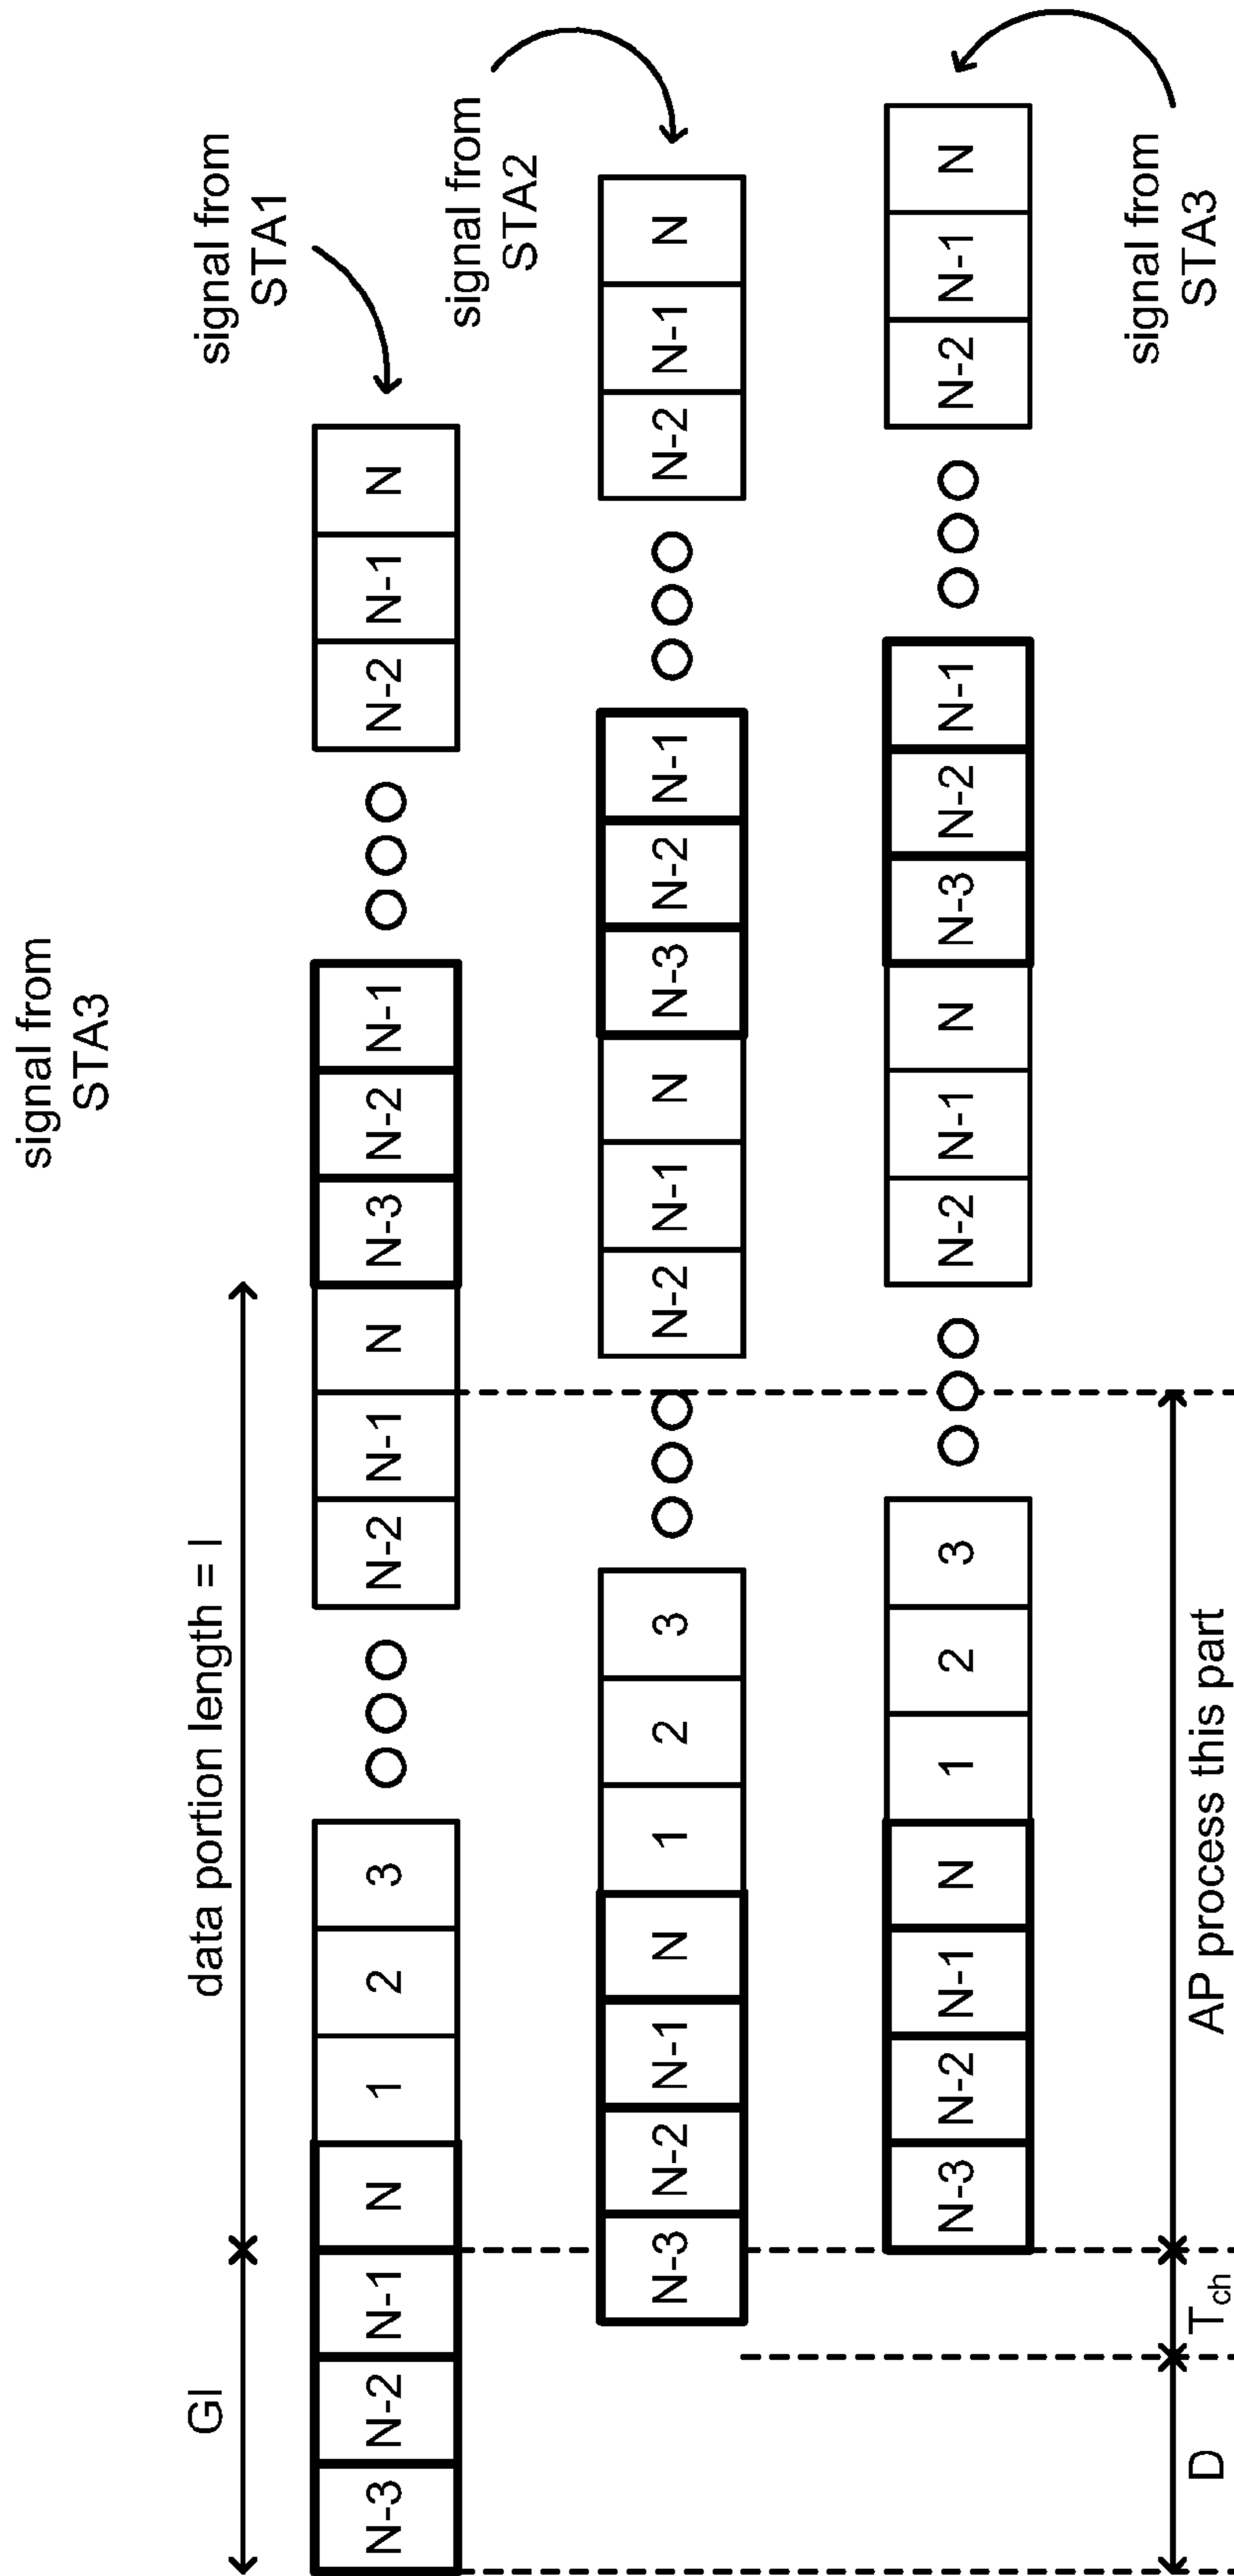 signal from
STA3
GI
data portion length = I
signal from
STA1
N-3 N-2 N-1 N 1 2 3 N-2 N-1 N N-3 N-2 N-1 N-2 N-1 N
signal from
STA2
N-3 N-2 N-1 N 1 2 3 N-2 N-1 N N-3 N-2 N-1 N-2 N-1 N
N-3 N-2 N-1 N 1 2 3 N-2 N-1 N N-3 N-2 N-1 N-2 N-1 N
signal from
STA3
D
Tch
AP process this part